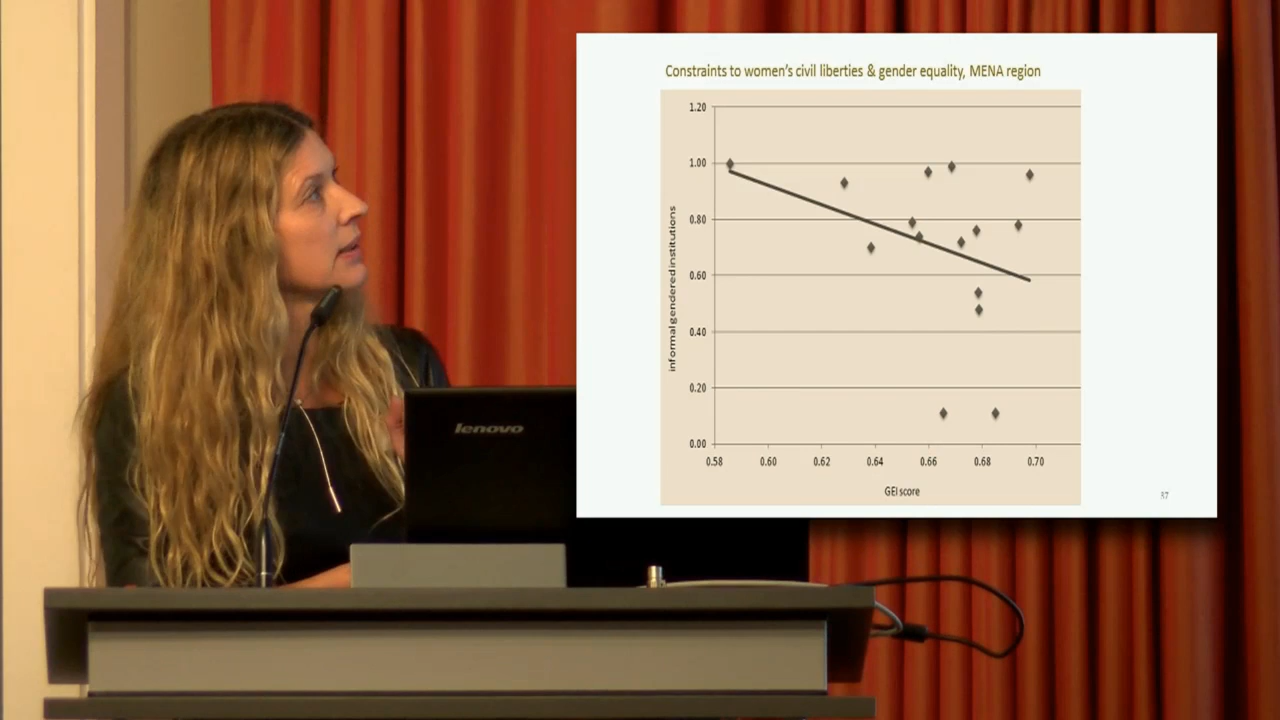 Constraints to women's civil liberties & gender equality, MENA region
1.20
1.00
0.80
0.60
0.40
0.20
0.00
informal gendered institutions
0.58 0.60 0.62 0.64 0.66 0.68 0.70
GEI score
37
lenovo